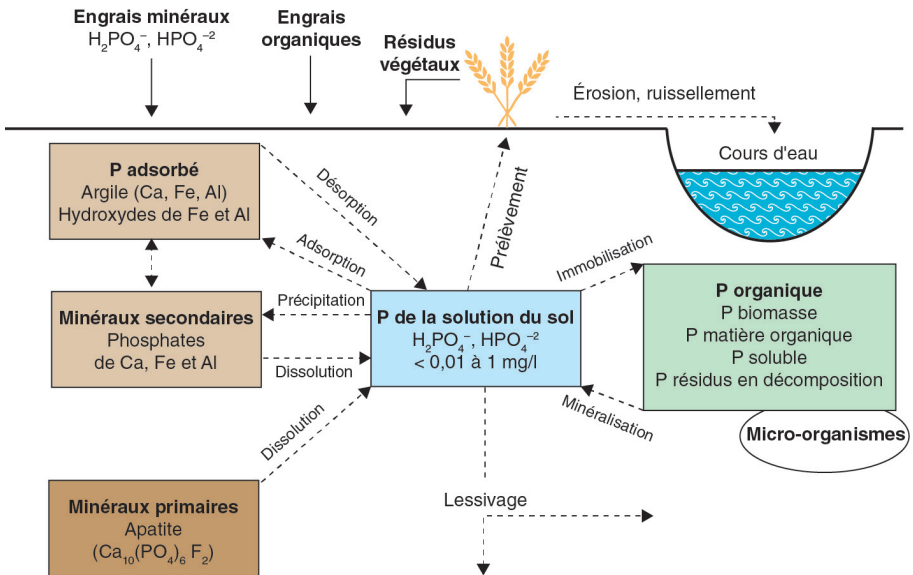 Engrais minéraux
H₂PO₄⁻, HPO₄⁻²
Engrais
organiques
Résidus
végétaux
Érosion, ruissellement
Cours d'eau
P adsorbé
Argile (Ca, Fe, Al)
Hydroxydes de Fe et Al
Désorption
Adsorption
Prélèvement
Immobilisation
Minéraux secondaires
Phosphates
de Ca, Fe et Al
Précipitation
Dissolution
P de la solution du sol
H₂PO₄⁻, HPO₄⁻²
< 0,01 à 1 mg/l
P organique
P biomasse
P matière organique
P soluble
P résidus en décomposition
Minéralisation
Micro-organismes
Dissolution
Lessivage
Minéraux primaires
Apatite
(Ca₁₀(PO₄)₆ F₂)